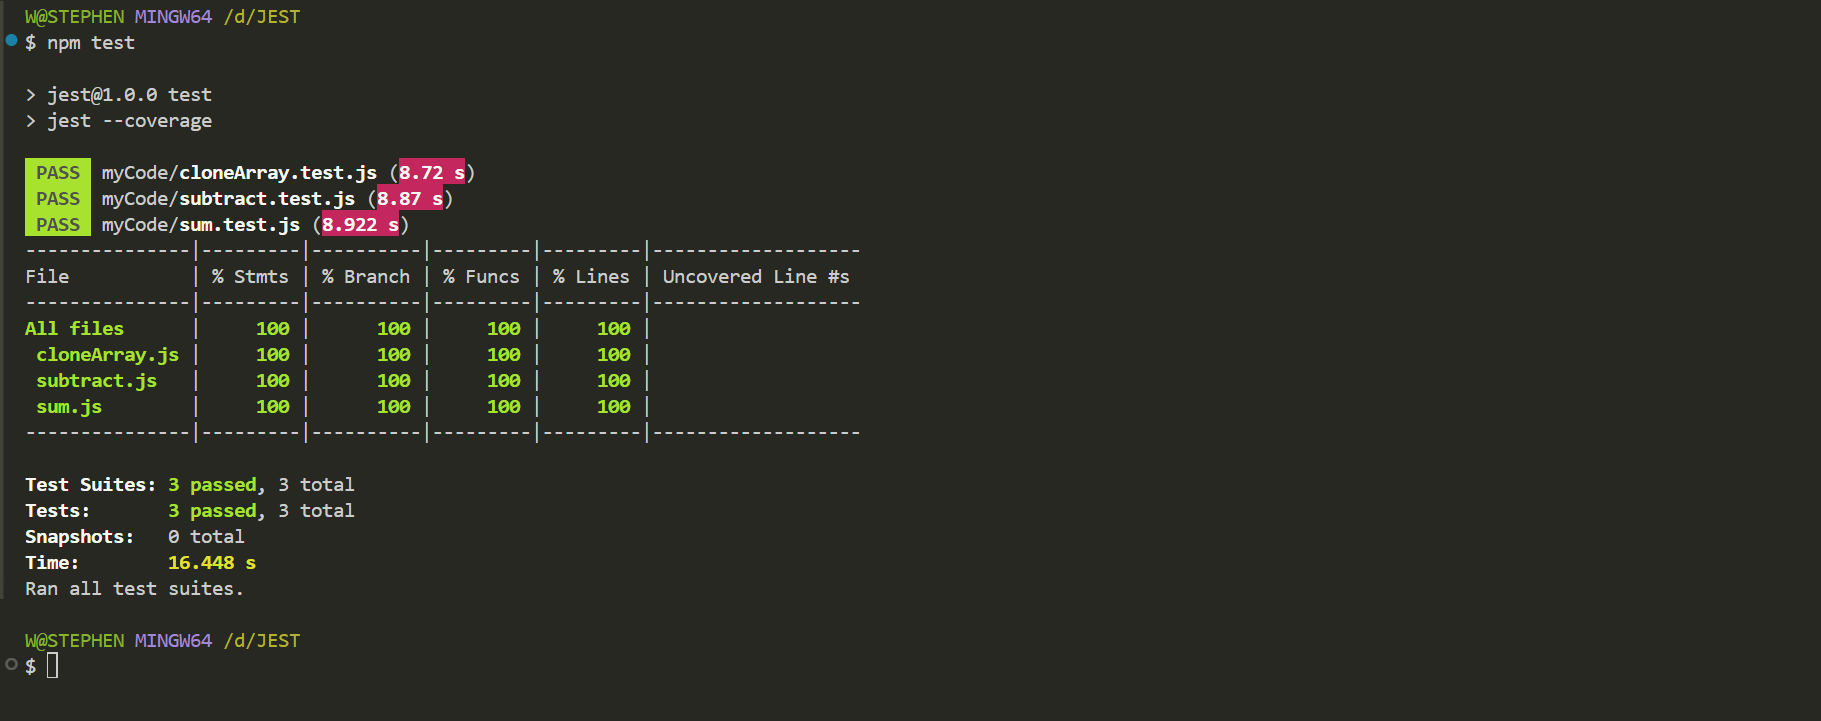 W@STEPHEN MINGW64 /d/JEST
$ npm test
> jest@1.0.0 test
> jest --coverage
PASS myCode/cloneArray.test.js (8.72 s)
PASS myCode/subtract.test.js (8.87 s)
PASS myCode/sum.test.js (8.922 s)
---------------|---------|----------|---------|---------|-------------------
File           | % Stmts | % Branch | % Funcs | % Lines | Uncovered Line #s
---------------|---------|----------|---------|---------|-------------------
All files      |     100 |      100 |     100 |     100 |
 cloneArray.js |     100 |      100 |     100 |     100 |
 subtract.js   |     100 |      100 |     100 |     100 |
 sum.js        |     100 |      100 |     100 |     100 |
---------------|---------|----------|---------|---------|-------------------
Test Suites: 3 passed, 3 total
Tests:       3 passed, 3 total
Snapshots:   0 total
Time:        16.448 s
Ran all test suites.
W@STEPHEN MINGW64 /d/JEST
$